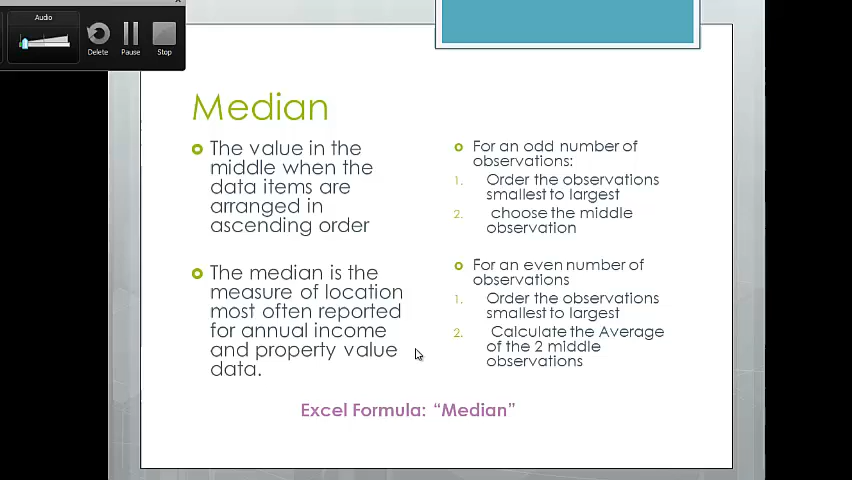 Audio
Delete
Pause
Stop
Median
The value in the
middle when the
data items are
arranged in
ascending order
The median is the
measure of location
most often reported
for annual income
and property value
data.
For an odd number of
observations:
1. Order the observations
smallest to largest
2. choose the middle
observation
For an even number of
observations
1. Order the observations
smallest to largest
2. Calculate the Average
of the 2 middle
observations
Excel Formula: “Median”